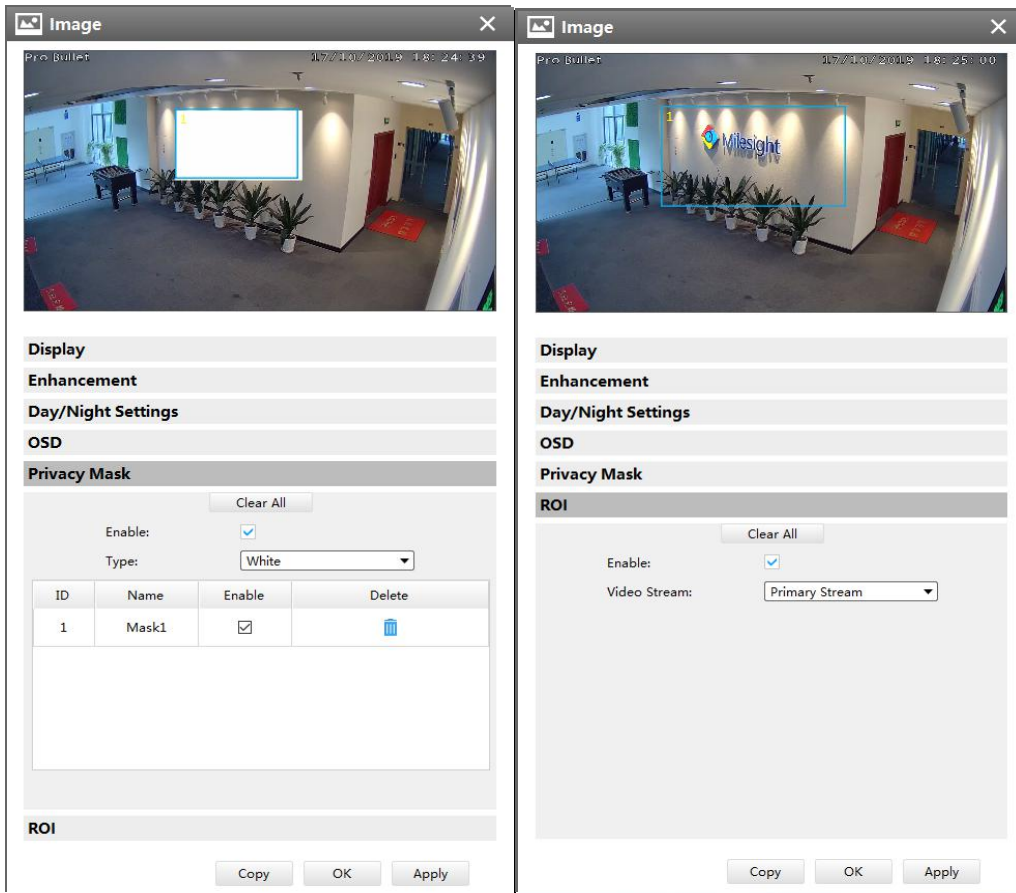 Image
Pro Bullet 17/10/2019 18:24:39
1
Display
Enhancement
Day/Night Settings
OSD
Privacy Mask
Clear All
Enable:
Type: White
ID Name Enable Delete
1 Mask1
ROI
Copy OK Apply
Image
Pro Bullet 17/10/2019 18:25:00
1
Milesight
Display
Enhancement
Day/Night Settings
OSD
Privacy Mask
ROI
Clear All
Enable:
Video Stream: Primary Stream
Copy OK Apply